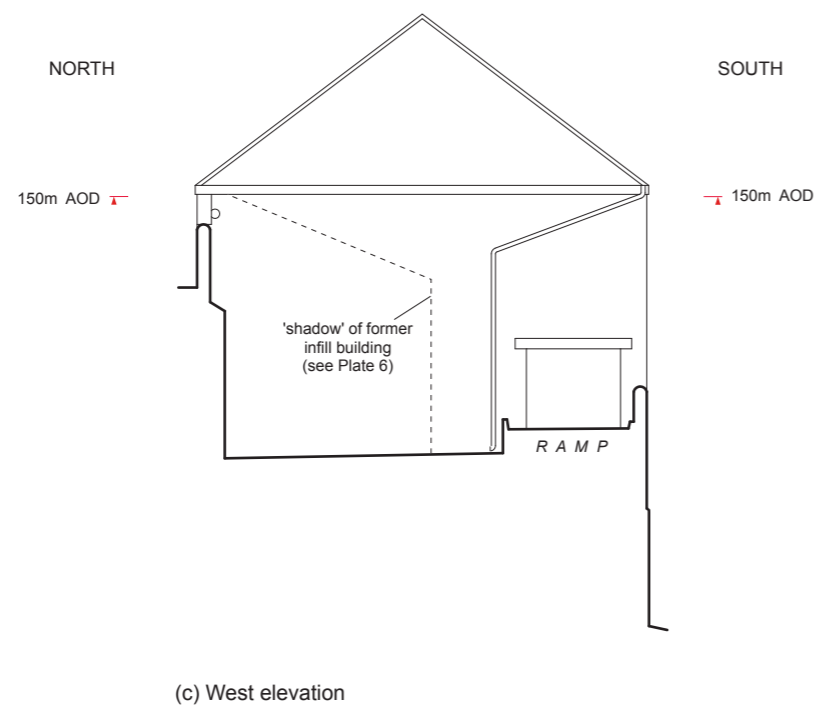 NORTH
SOUTH
150m AOD
150m AOD
'shadow' of former
infill building
(see Plate 6)
RAMP
(c) West elevation